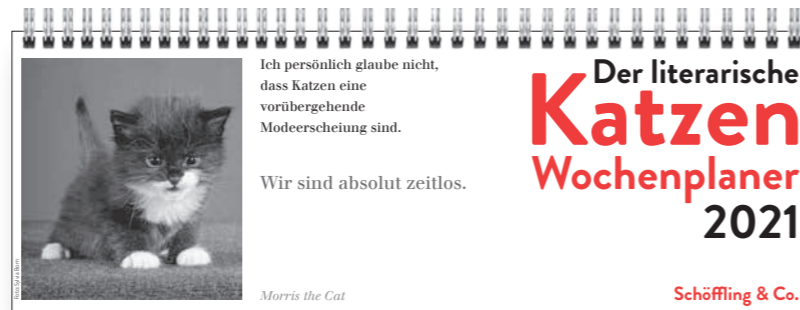 Ich persönlich glaube nicht,
dass Katzen eine
vorübergehende
Modeerscheiung sind.
Wir sind absolut zeitlos.
Morris the Cat
Der literarische
Katzen
Wochenplaner
2021
Schöffling & Co.